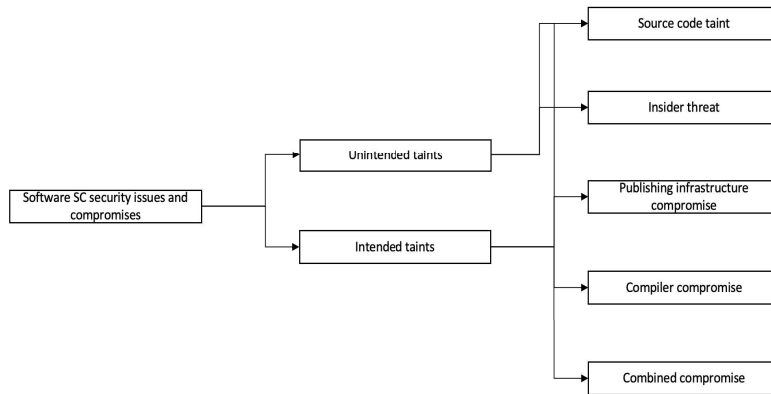 Source code taint
Insider threat
Unintended taints
Software SC security issues and
compromises
Publishing infrastructure
compromise
Intended taints
Compiler compromise
Combined compromise